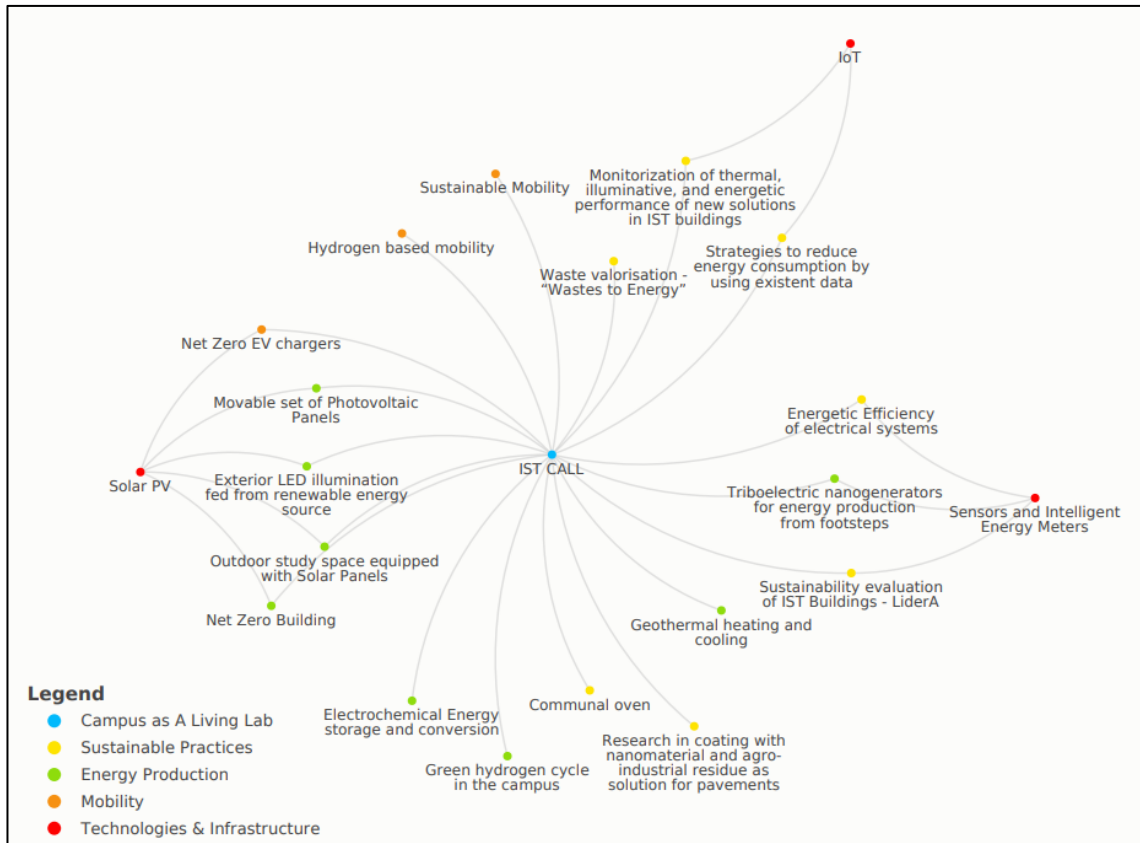 IoT
Monitorization of thermal,
illuminative, and energetic
performance of new solutions
in IST buildings
Sustainable Mobility
Hydrogen based mobility
Strategies to reduce
energy consumption by
using existent data
Waste valorisation -
“Wastes to Energy”
Net Zero EV chargers
Movable set of Photovoltaic
Panels
Energetic Efficiency
of electrical systems
IST CALL
Solar PV
Exterior LED illumination
fed from renewable energy
source
Triboelectric nanogenerators
for energy production
from footsteps
Sensors and Intelligent
Energy Meters
Outdoor study space equipped
with Solar Panels
Sustainability evaluation
of IST Buildings - LiderA
Net Zero Building
Geothermal heating and
cooling
Electrochemical Energy
storage and conversion
Communal oven
Green hydrogen cycle
in the campus
Research in coating with
nanomaterial and agro-
industrial residue as
solution for pavements
Legend
Campus as A Living Lab
Sustainable Practices
Energy Production
Mobility
Technologies & Infrastructure